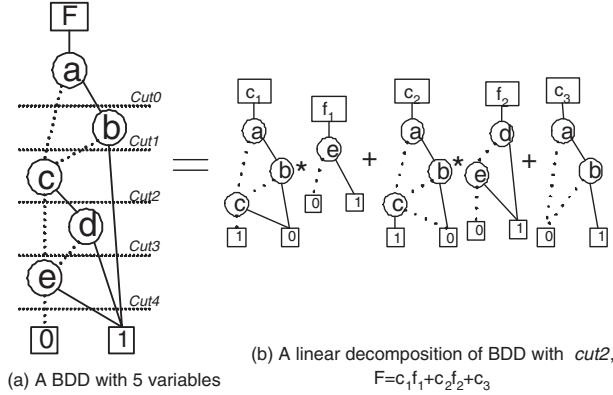 F
a
Cut0
b
Cut1
c
Cut2
d
Cut3
e
Cut4
0 1
(a) A BDD with 5 variables
=
c1 f1 c2 f2 c3
a e a d a
b * + b * e + b
c 0 1 c 0 1
1 0 1 0 0 1
(b) A linear decomposition of BDD with cut2,
F=c1f1+c2f2+c3